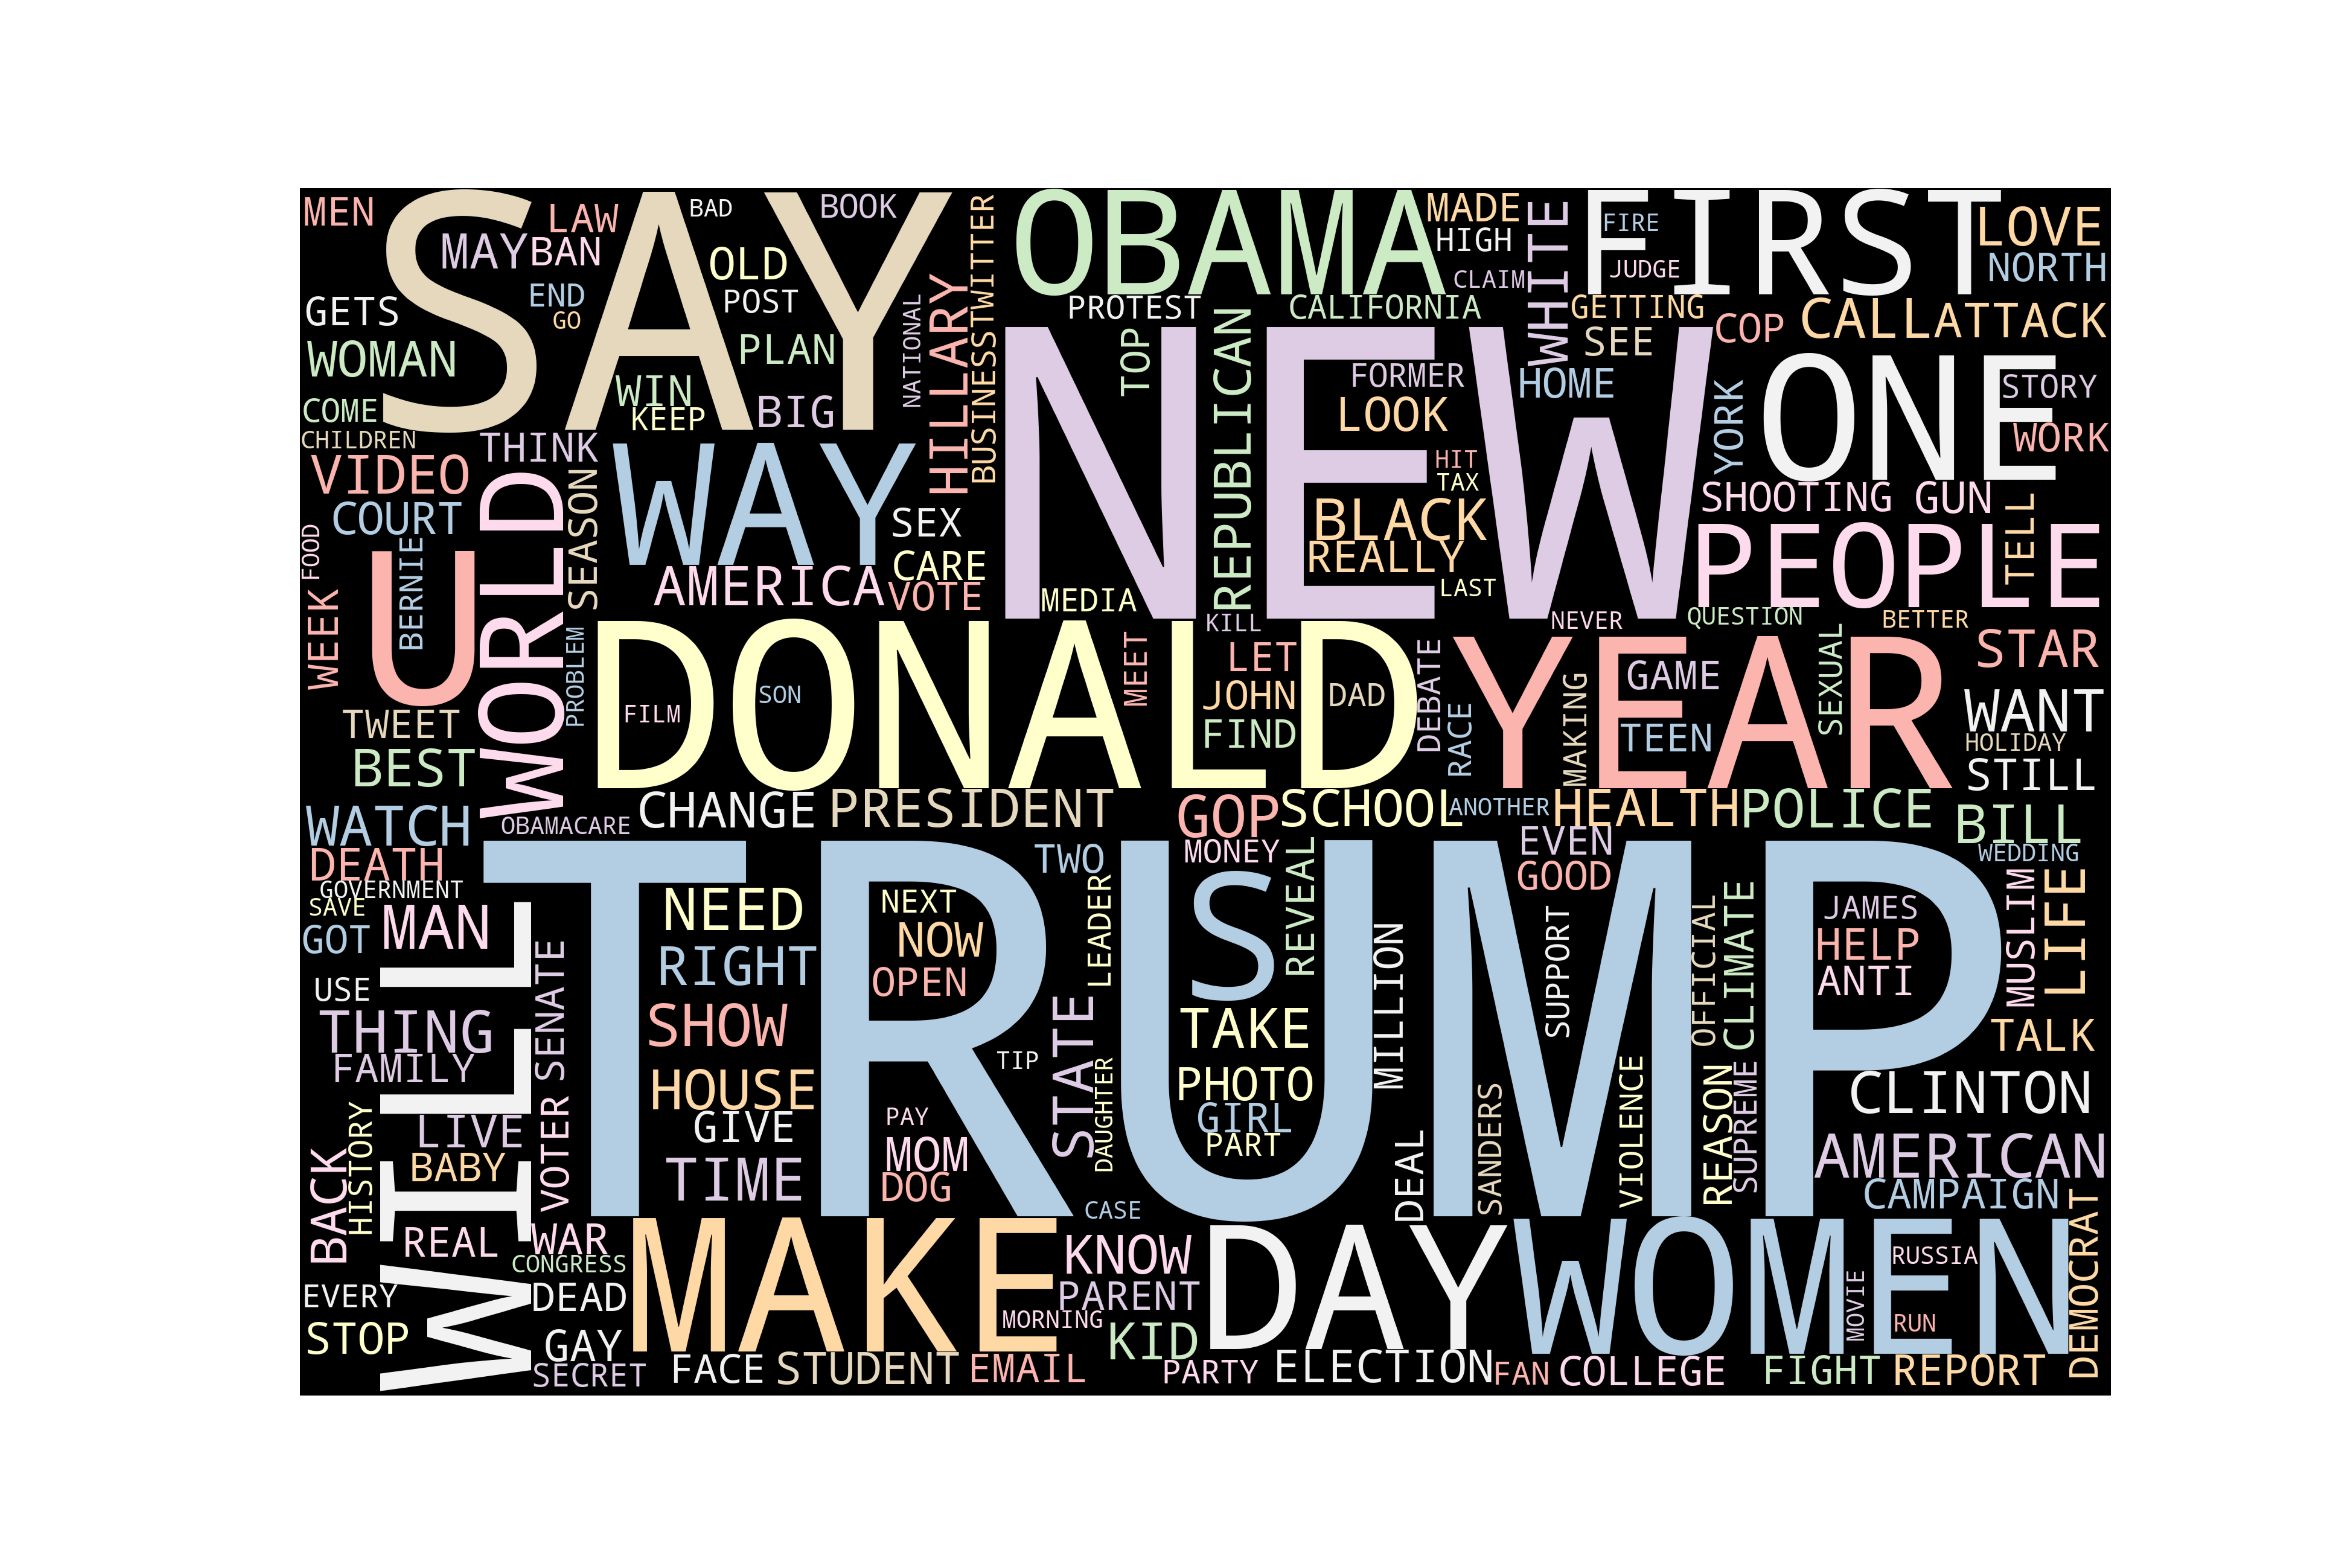 MEN
SAY
LAW
BAD
BOOK
OBAMA
MADE
FIRST
FIRE
LOVE
MAY
BAN
OLD
TWITTER
HIGH
WHITE
NORTH
CLAIM
JUDGE
GETS
END
GO
POST
NATIONAL
HILLARY
PROTEST
CALIFORNIA
GETTING
COP
CALL
ATTACK
WOMAN
PLAN
BUSINESS
NEW
TOP
REPUBLICAN
SEE
ONE
COME
WIN
KEEP
BIG
FORMER
LOOK
HOME
YORK
STORY
CHILDREN
THINK
WAY
HIT
TAX
WORK
VIDEO
WORLD
SEASON
SEX
BLACK
SHOOTING
GUN
COURT
FOOD
U
BERNIE
AMERICA
CARE
VOTE
MEDIA
REALLY
LAST
PEOPLE
TELL
WEEK
PROBLEM
DONALD
KILL
NEVER
QUESTION
BETTER
FILM
SON
MEET
LET
JOHN
DAD
DEBATE
YEAR
GAME
SEXUAL
STAR
TWEET
FIND
RACE
MAKING
TEEN
WANT
HOLIDAY
BEST
STILL
WATCH
OBAMACARE
CHANGE
PRESIDENT
GOP
SCHOOL
ANOTHER
HEALTH
POLICE
BILL
DEATH
TRUMP
TWO
MONEY
REVEAL
EVEN
GOOD
WEDDING
GOVERNMENT
SAVE
GOT
MAN
WILL
NEED
NEXT
NOW
LEADER
S
MILLION
SUPPORT
OFFICIAL
CLIMATE
JAMES
HELP
MUSLIM
LIFE
USE
SENATE
RIGHT
OPEN
ANTI
THING
SHOW
STATE
TAKE
TALK
FAMILY
HOUSE
TIP
DAUGHTER
PHOTO
GIRL
PART
DEAL
SANDERS
VIOLENCE
REASON
SUPREME
CLINTON
HISTORY
LIVE
VOTER
GIVE
PAY
MOM
AMERICAN
BACK
BABY
TIME
DOG
CASE
CAMPAIGN
REAL
WAR
MAKE
KNOW
DAY
WOMEN
RUSSIA
DEMOCRAT
CONGRESS
EVERY
DEAD
MORNING
PARENT
MOVIE
RUN
STOP
GAY
KID
SECRET
FACE
STUDENT
EMAIL
PARTY
ELECTION
FAN
COLLEGE
FIGHT
REPORT